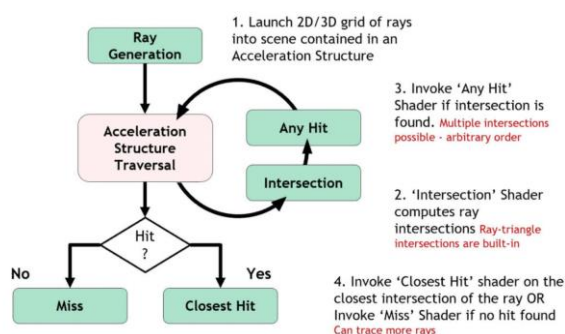 Ray
Generation
1. Launch 2D/3D grid of rays
into scene contained in an
Acceleration Structure
Acceleration
Structure
Traversal
Any Hit
Intersection
3. Invoke ‘Any Hit’
Shader if intersection is
found. Multiple intersections
possible - arbitrary order
2. ‘Intersection’ Shader
computes ray
intersections Ray-triangle
intersections are built-in
Hit
?
No
Yes
Miss
Closest Hit
4. Invoke ‘Closest Hit’ shader on the
closest intersection of the ray OR
Invoke ‘Miss’ Shader if no hit found
Can trace more rays